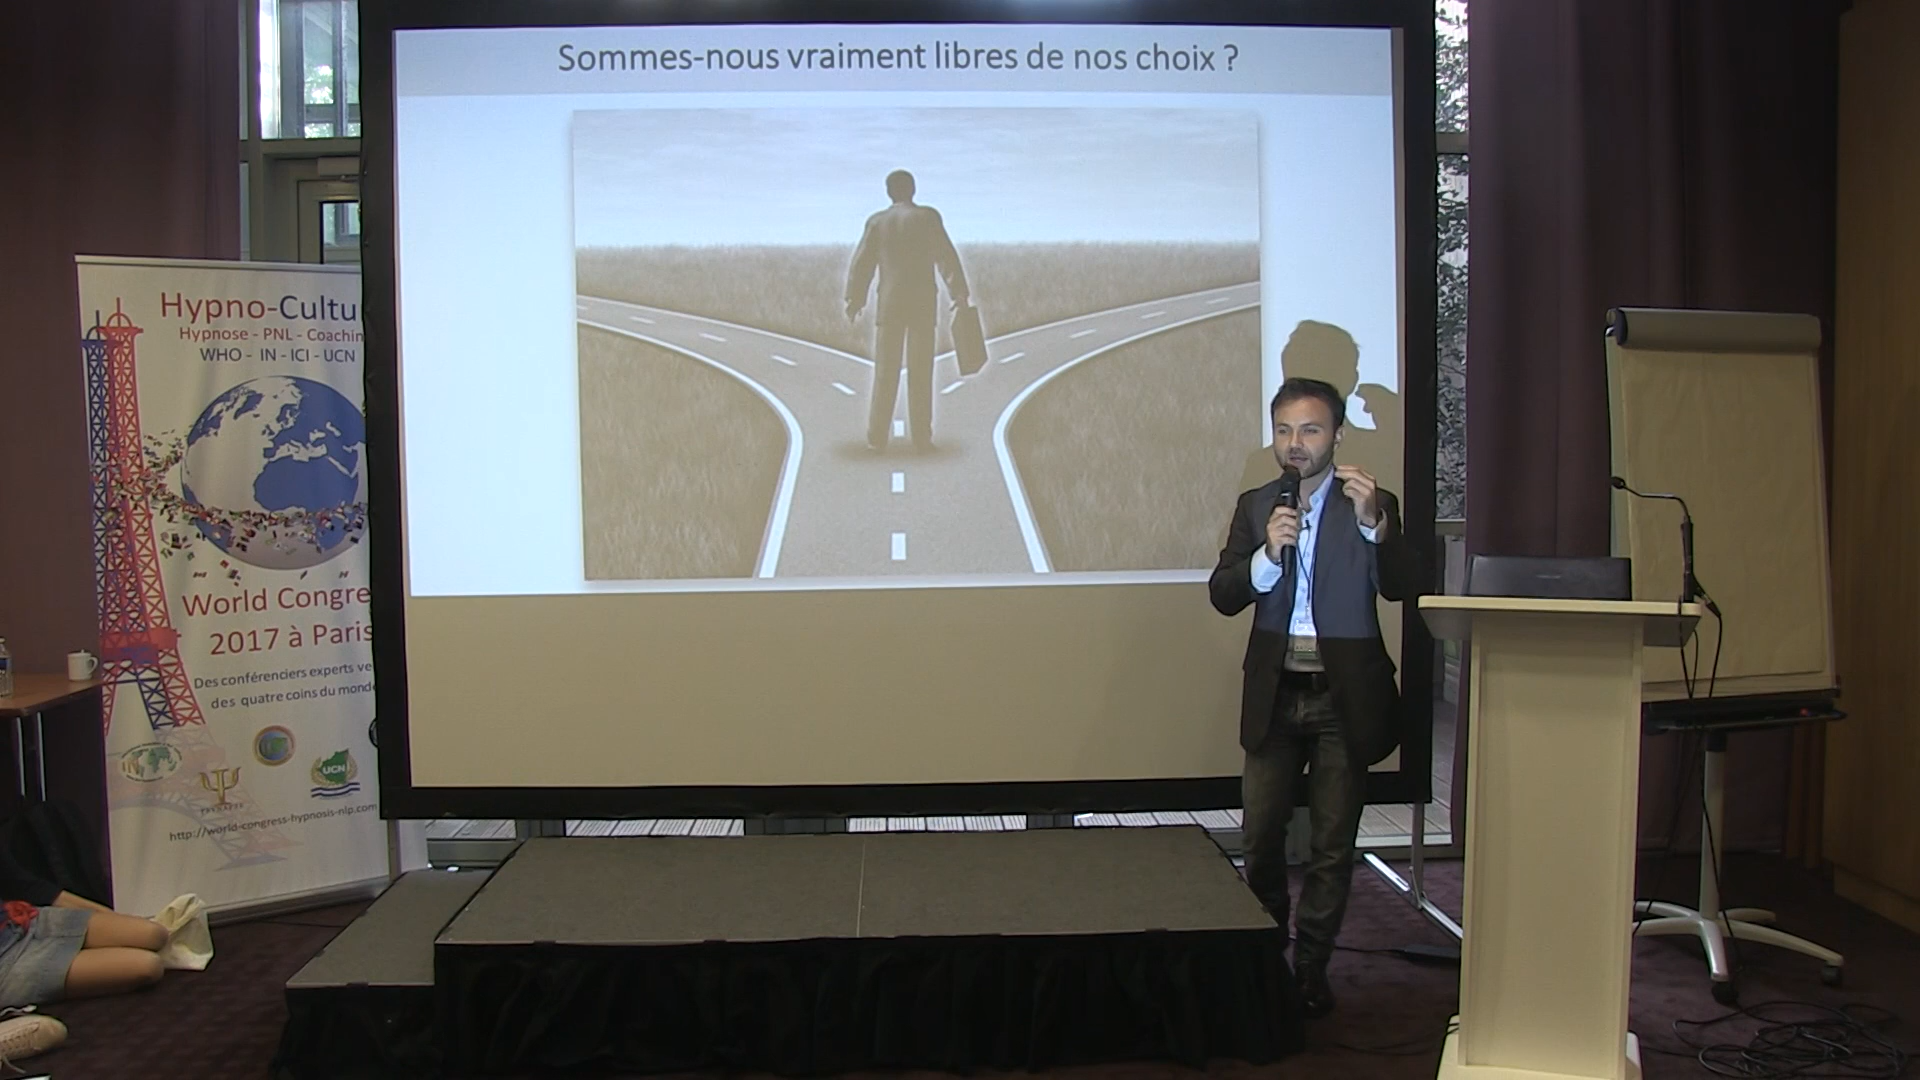 Sommes-nous vraiment libres de nos choix ?
Hypno-Cultu
Hypnose - PNL - Coachin
WHO - IN - ICI - UCN
World Congre
2017 à Paris
Des conférenciers experts ve
des quatre coins du monde
IN
UCN
http://world-congress-hypnosis-nlp.com